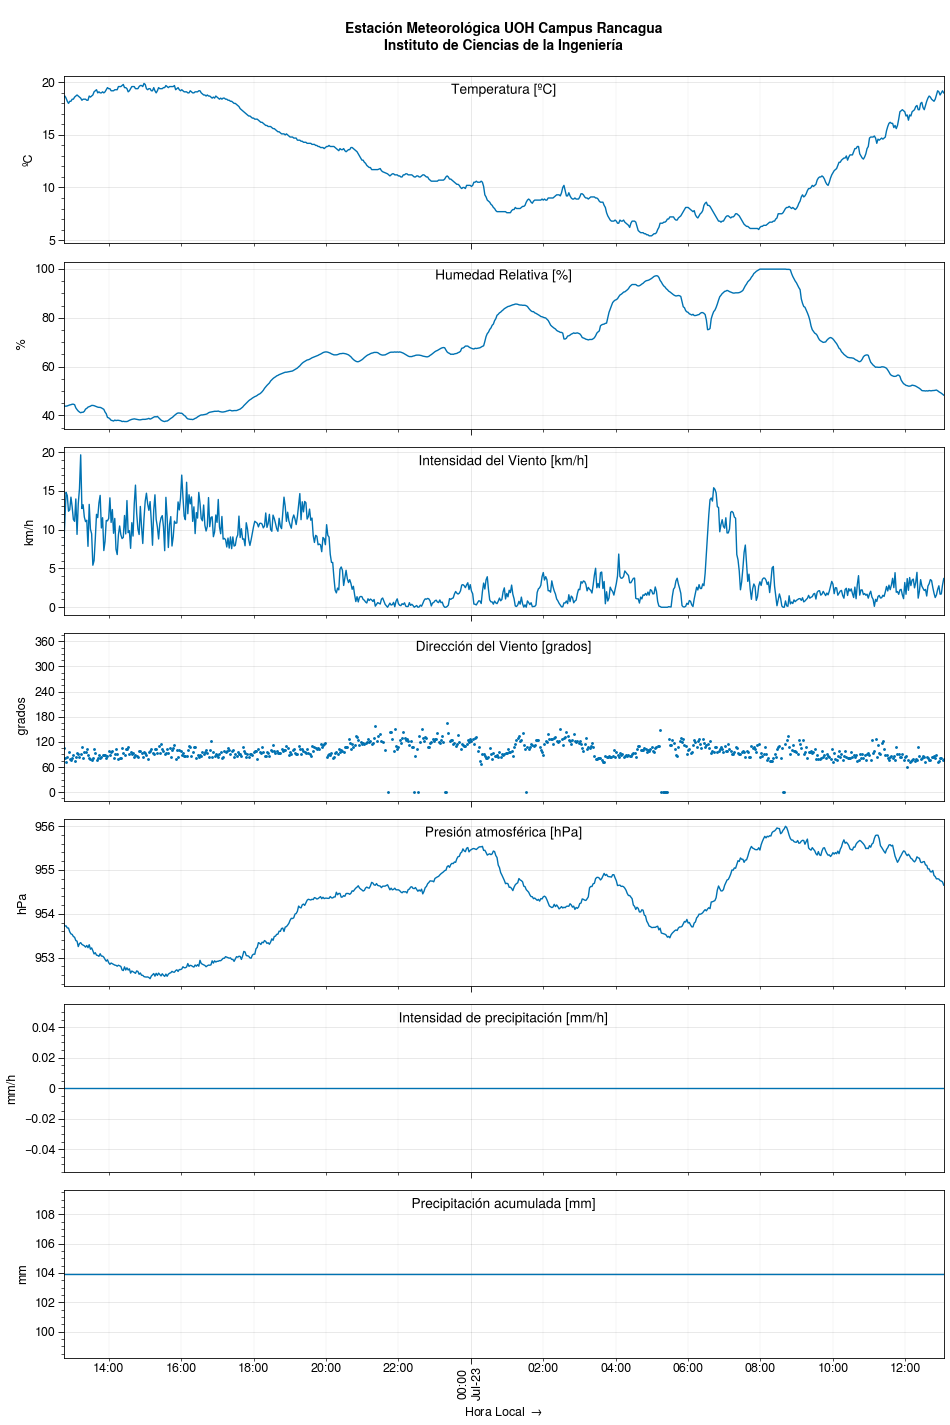 Estación Meteorológica UOH Campus Rancagua
Instituto de Ciencias de la Ingeniería
Temperatura [ºC]
ºC
20
15
10
5
Humedad Relativa [%]
%
100
80
60
40
Intensidad del Viento [km/h]
km/h
20
15
10
5
0
Dirección del Viento [grados]
grados
360
300
240
180
120
60
0
Presión atmosférica [hPa]
hPa
956
955
954
953
Intensidad de precipitación [mm/h]
mm/h
0.04
0.02
0
−0.02
−0.04
Precipitación acumulada [mm]
mm
108
106
104
102
100
14:00 16:00 18:00 20:00 22:00 00:00 02:00 04:00 06:00 08:00 10:00 12:00
Jul-23
Hora Local →